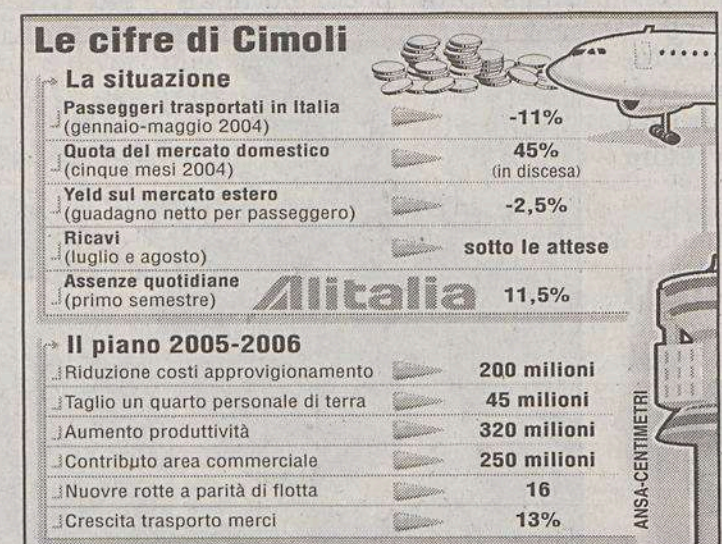 Le cifre di Cimoli
La situazione
Passeggeri trasportati in Italia
(gennaio-maggio 2004)
-11%
Quota del mercato domestico
(cinque mesi 2004)
45%
(in discesa)
Yeld sul mercato estero
(guadagno netto per passeggero)
-2,5%
Ricavi
(luglio e agosto)
sotto le attese
Assenze quotidiane
(primo semestre)
Alitalia
11,5%
Il piano 2005-2006
Riduzione costi approvigionamento 200 milioni
Taglio un quarto personale di terra 45 milioni
Aumento produttività 320 milioni
Contributo area commerciale 250 milioni
Nuovre rotte a parità di flotta 16
Crescita trasporto merci 13%
ANSA-CENTIMETRI